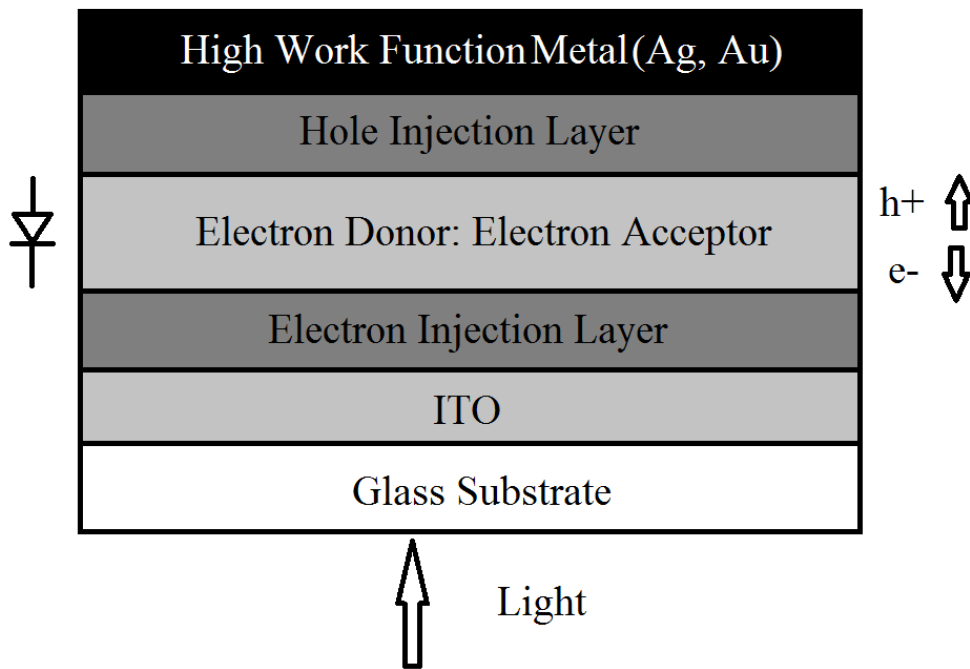 High Work Function Metal (Ag, Au)
Hole Injection Layer
h+
Electron Donor: Electron Acceptor
e-
Electron Injection Layer
ITO
Glass Substrate
Light